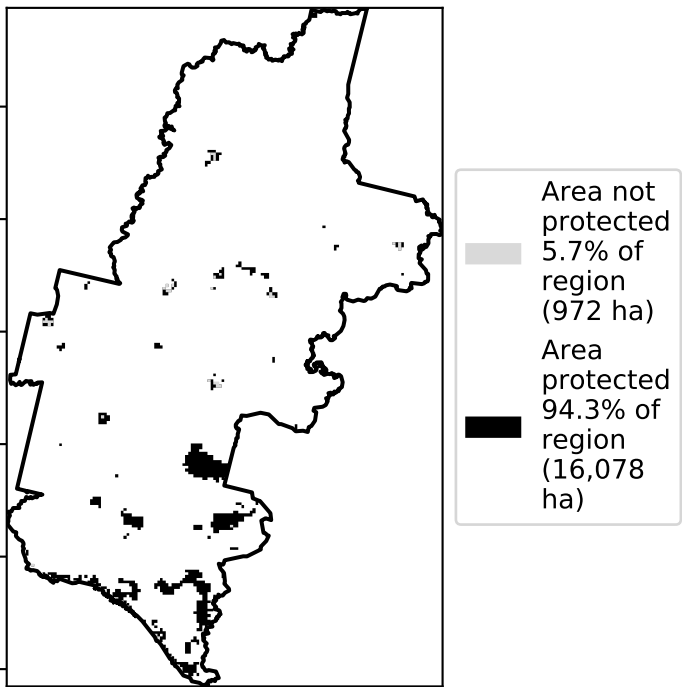 Area not
protected
5.7% of
region
(972 ha)
Area
protected
94.3% of
region
(16,078
ha)